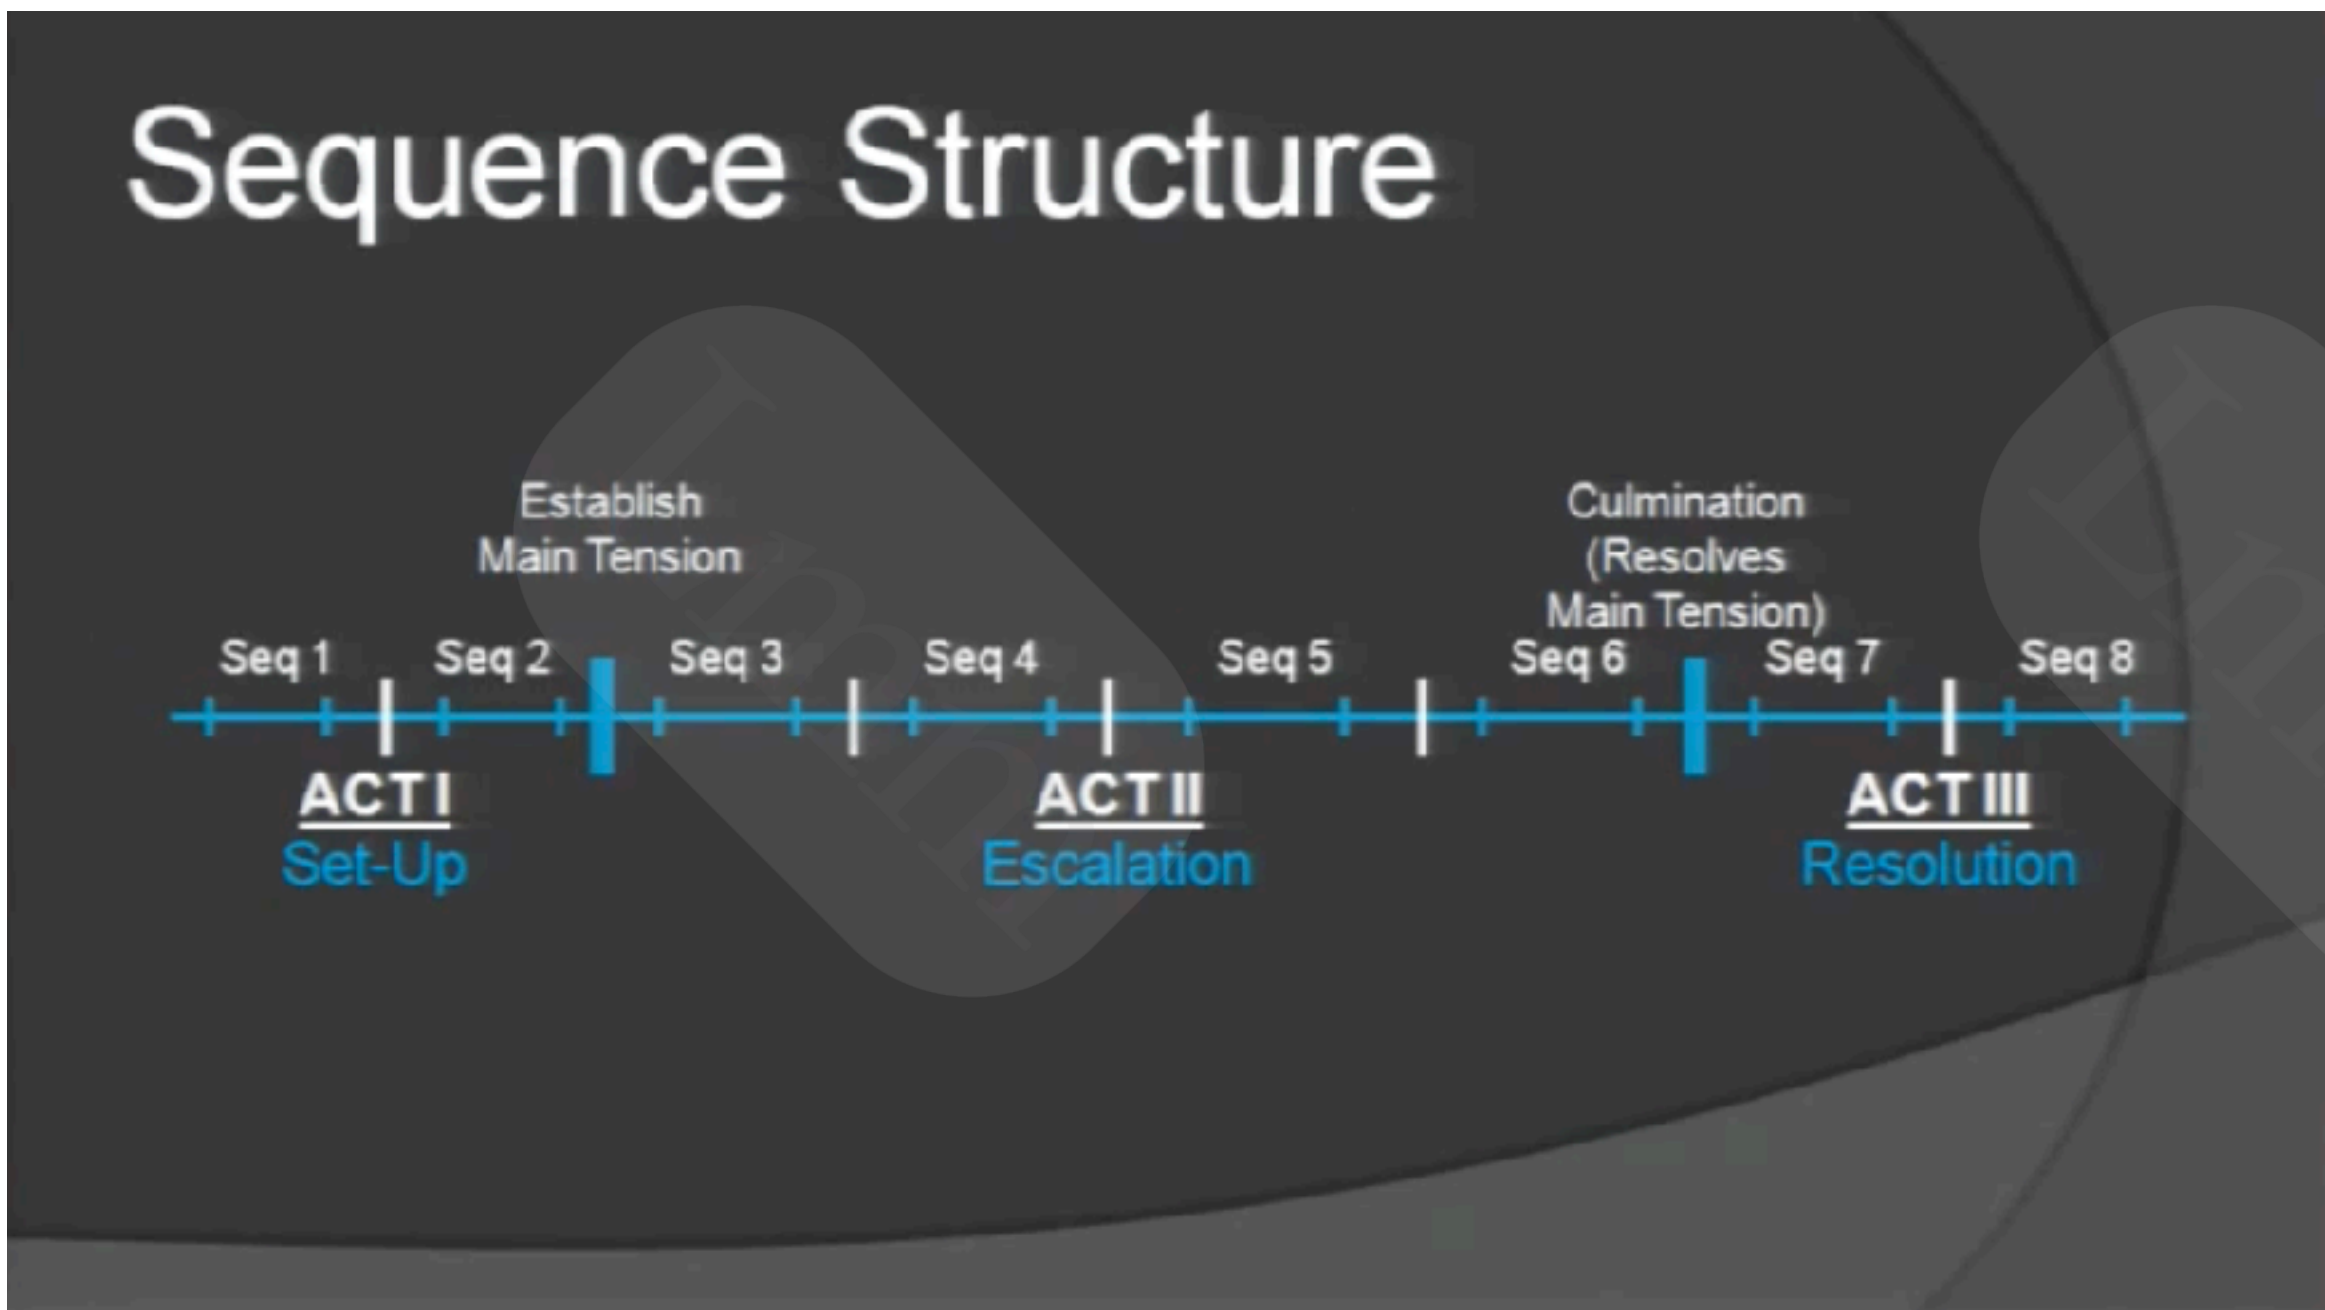 Sequence Structure
Establish
Main Tension
Culmination
(Resolves
Main Tension)
Seq 1 Seq 2 Seq 3 Seq 4 Seq 5 Seq 6 Seq 7 Seq 8
ACT I ACT II ACT III
Set-Up Escalation Resolution